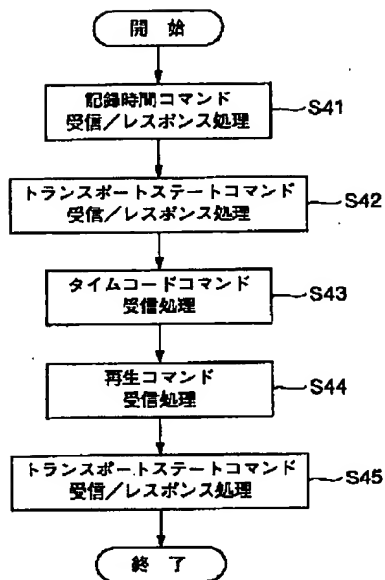 開 始
記録時間コマンド
受信／レスポンス処理
S41
トランスポートステートコマンド
受信／レスポンス処理
S42
タイムコードコマンド
受信処理
S43
再生コマンド
受信処理
S44
トランスポートステートコマンド
受信／レスポンス処理
S45
終 了